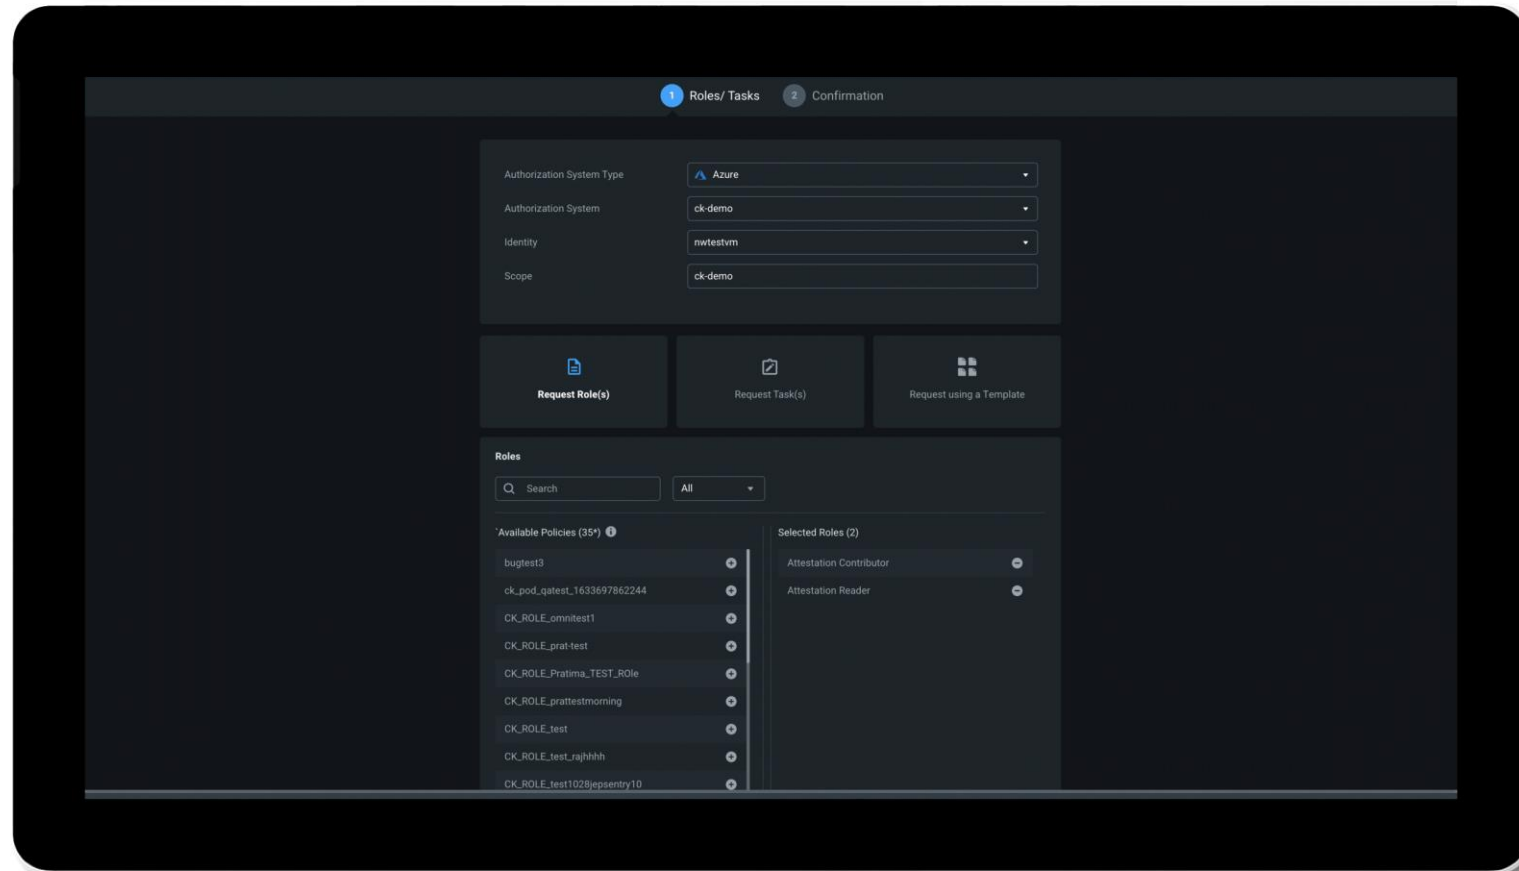 1 Roles/ Tasks 2 Confirmation
Authorization System Type Azure
Authorization System ck-demo
Identity nwtestvm
Scope ck-demo
Request Role(s) Request Task(s) Request using a Template
Roles
Search All
`Available Policies (35*) Selected Roles (2)
bugtest3 Attestation Contributor
ck_pod_qatest_1633697862244 Attestation Reader
CK_ROLE_omnitest1
CK_ROLE_prat-test
CK_ROLE_Pratima_TEST_ROle
CK_ROLE_prattestmorning
CK_ROLE_test
CK_ROLE_test_rajhhhh
CK_ROLE_test1028jepsentry10